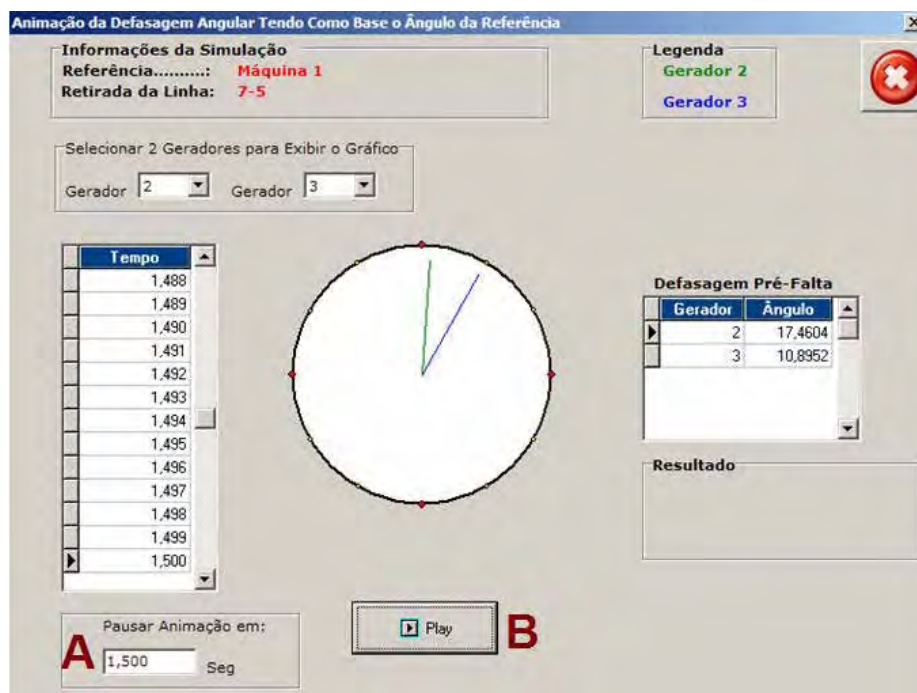 Animação da Defasagem Angular Tendo Como Base o Ângulo da Referência
Informações da Simulação
Referência.........: Máquina 1
Retirada da Linha: 7-5
Legenda
Gerador 2
Gerador 3
Selecionar 2 Geradores para Exibir o Gráfico
Gerador 2 Gerador 3
Tempo
1,488
1,489
1,490
1,491
1,492
1,493
1,494
1,495
1,496
1,497
1,498
1,499
1,500
Defasagem Pré-Falta
Gerador Ângulo
2 17,4604
3 10,8952
Resultado
Pausar Animação em:
A 1,500 Seg
Play B